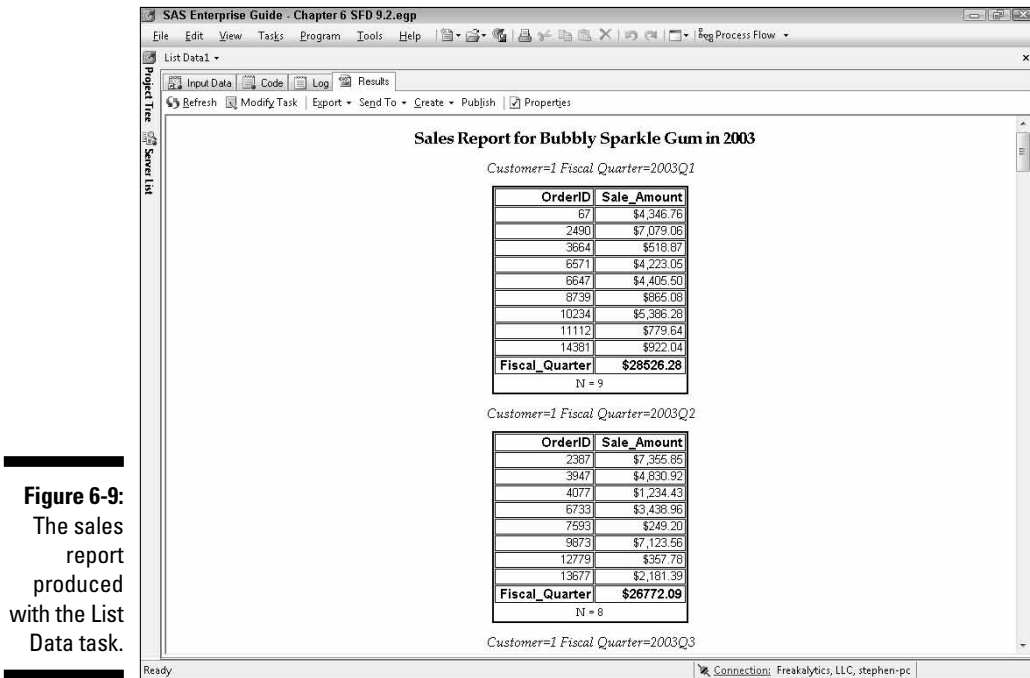 SAS Enterprise Guide - Chapter 6 SFD 9.2.egp
File Edit View Tasks Program Tools Help Process Flow
List Data1
Input Data Code Log Results
Refresh Modify Task Export Send To Create Publish Properties
Project Tree
Server List
Sales Report for Bubbly Sparkle Gum in 2003
Customer=1 Fiscal Quarter=2003Q1
OrderID Sale_Amount
67 $4,346.76
2490 $7,079.06
3664 $518.87
6571 $4,223.05
6647 $4,405.50
8739 $865.08
10234 $5,386.28
11112 $779.64
14381 $922.04
Fiscal_Quarter $28526.28
N = 9
Customer=1 Fiscal Quarter=2003Q2
OrderID Sale_Amount
2387 $7,355.85
3947 $4,830.92
4077 $1,234.43
6733 $3,438.96
7593 $249.20
9873 $7,123.56
12779 $357.78
13677 $2,181.39
Fiscal_Quarter $26772.09
N = 8
Customer=1 Fiscal Quarter=2003Q3
Ready
Connection: Freakalytics, LLC, stephen-pc
Figure 6-9:
The sales
report
produced
with the List
Data task.